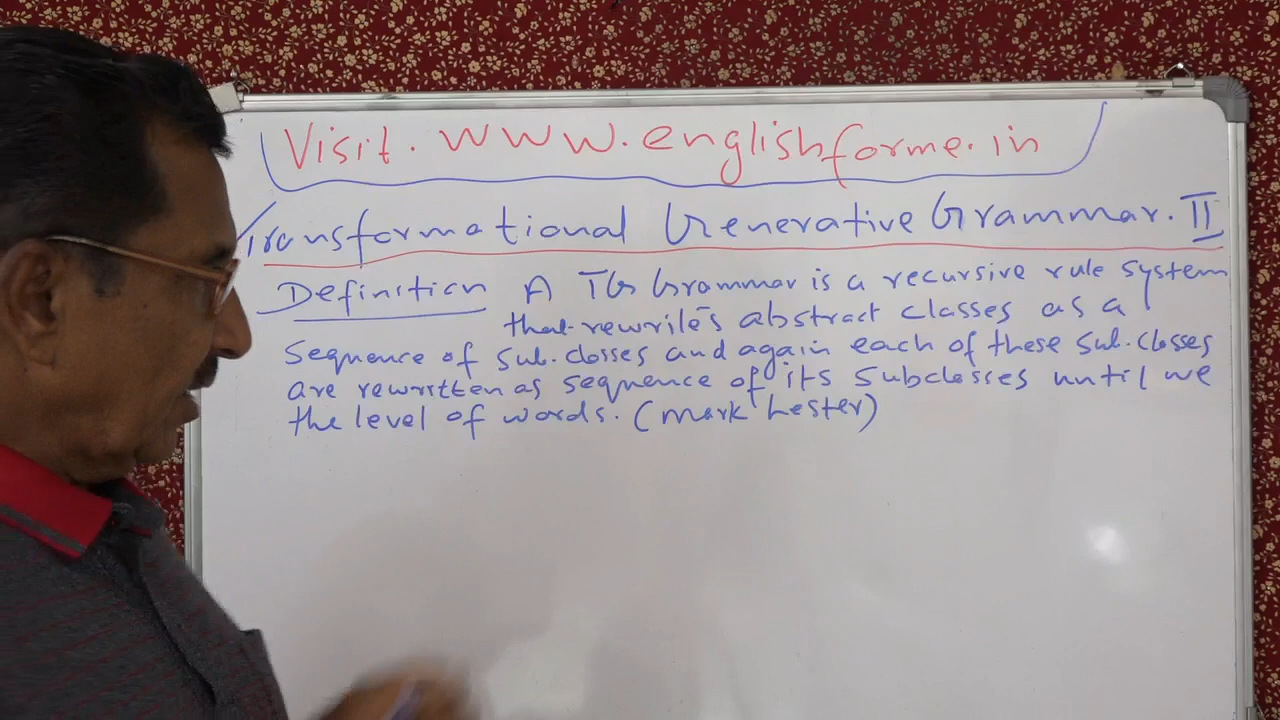 Visit. www.englishforme.in
Transformational Generative Grammar. II
Definition A TG Grammar is a recursive rule system
that rewrites abstract classes as a
Sequence of sub.classes and again each of these sub.classes
are rewritten as sequence of its subclasses until we
the level of words. (Mark Lester)